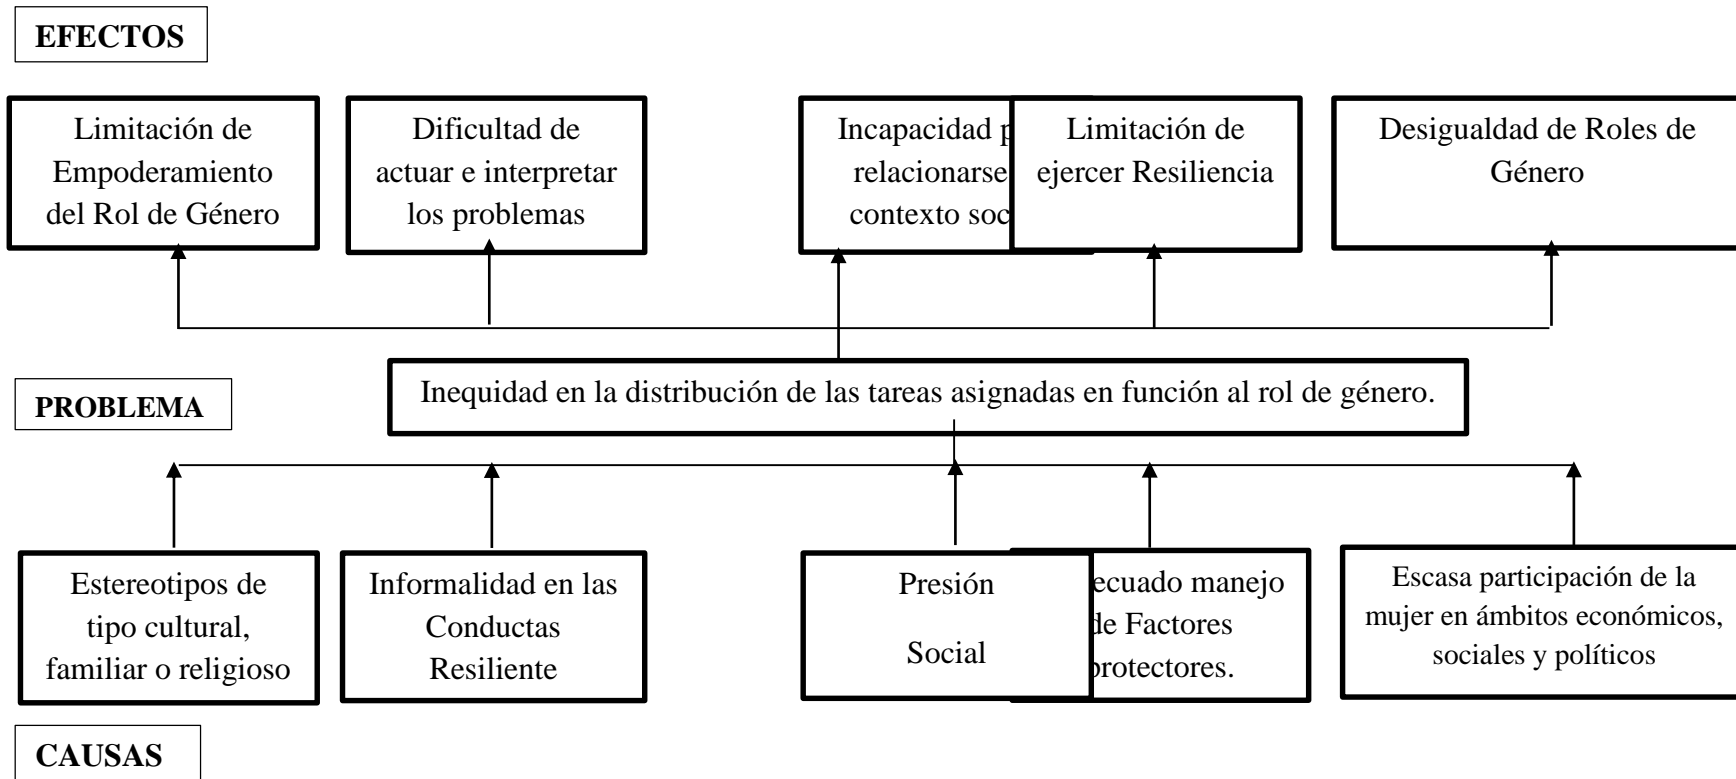 EFECTOS
Limitación de
Empoderamiento
del Rol de Género
Dificultad de
actuar e interpretar
los problemas
Incapacidad
relacionarse
contexto
Limitación de
ejercer Resiliencia
Desigualdad de Roles de
Género
PROBLEMA
Inequidad en la distribución de las tareas asignadas en función al rol de género.
Estereotipos de
tipo cultural,
familiar o religioso
Informalidad en las
Conductas
Resiliente
Presión
Social
manejo
de Factores
protectores.
Escasa participación de la
mujer en ámbitos económicos,
sociales y políticos
CAUSAS